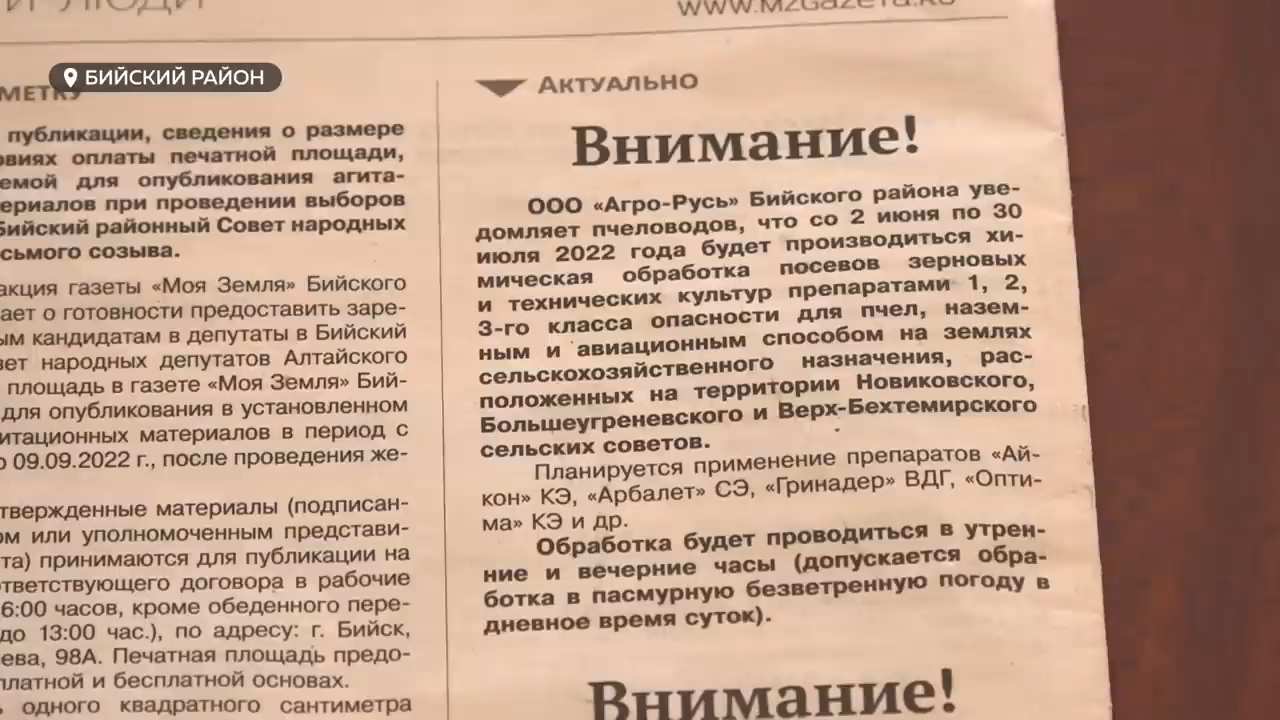 И ЛЮДИ
www.MZGazeta.RU
БИЙСКИЙ РАЙОН
МЕТКУ
публикации, сведения о размере
овиях оплаты печатной площади,
емой для опубликования агита-
ериалов при проведении выборов
Бийский районный Совет народных
сьмого созыва.
акция газеты «Моя Земля» Бийского
ает о готовности предоставить заре-
ым кандидатам в депутаты в Бийский
вет народных депутатов Алтайского
площадь в газете «Моя Земля» Бий-
для опубликования в установленном
итационных материалов в период с
о 09.09.2022 г., после проведения же-
твержденные материалы (подписан-
ом или уполномоченным представи-
та) принимаются для публикации на
ответствующего договора в рабочие
6:00 часов, кроме обеденного пере-
до 13:00 час.), по адресу: г. Бийск,
ева, 98А. Печатная площадь предо-
платной и бесплатной основах.
одного квадратного сантиметра
Актуально
Внимание!
ООО «Агро-Русь» Бийского района уве-
домляет пчеловодов, что со 2 июня по 30
июля 2022 года будет производиться хи-
мическая обработка посевов зерновых
и технических культур препаратами 1, 2,
3-го класса опасности для пчел, назем-
ным и авиационным способом на землях
сельскохозяйственного назначения, рас-
положенных на территории Новиковского,
Большеугреневского и Верх-Бехтемирского
сельских советов.
Планируется применение препаратов «Ай-
кон» КЭ, «Арбалет» СЭ, «Гринадер» ВДГ, «Опти-
ма» КЭ и др.
Обработка будет проводиться в утрен-
ние и вечерние часы (допускается обра-
ботка в пасмурную безветренную погоду в
дневное время суток).
Внимание!